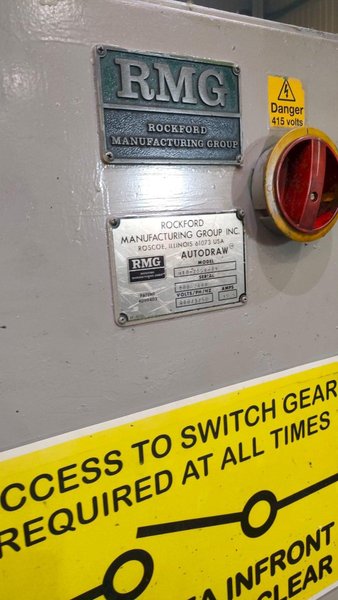 RMG
ROCKFORD
MANUFACTURING GROUP
Danger
415 volts
ROCKFORD
MANUFACTURING GROUP INC.
ROSCOE, ILLINOIS 61073 USA
RMG
AUTODRAW
MODEL
SERIAL
VOLTS/PH/HZ AMPS
CCESS TO SWITCH GEAR
REQUIRED AT ALL TIMES
INFRONT
CLEAR